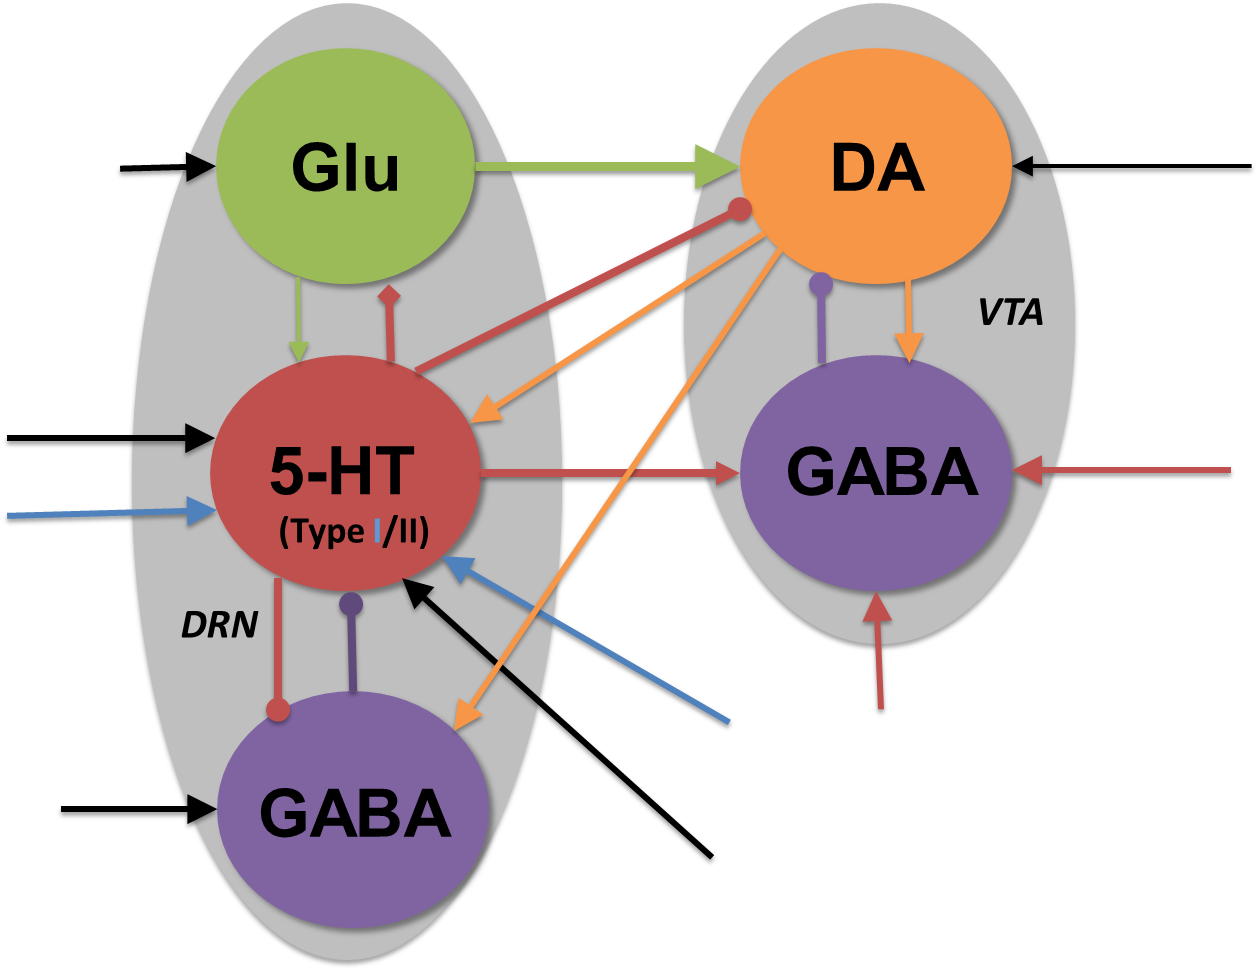 Glu
DA
VTA
5-HT
(Type I/II)
GABA
DRN
GABA